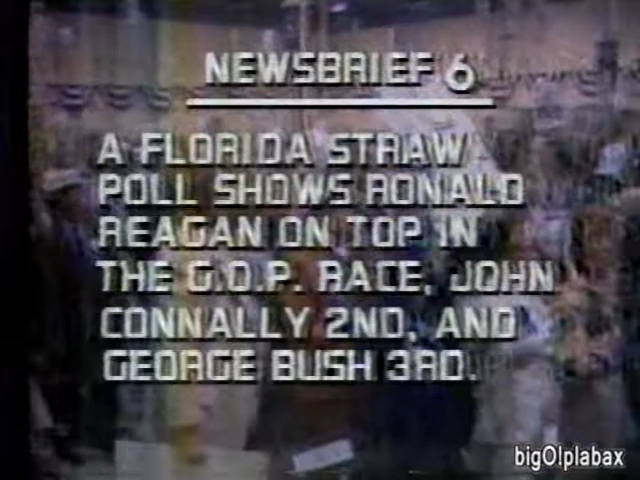 NEWSBRIEF 6
A FLORIDA STRAW
POLL SHOWS RONALD
REAGAN ON TOP IN
THE G.O.P. RACE, JOHN
CONNALLY 2ND, AND
GEORGE BUSH 3RD.
bigO!plabax